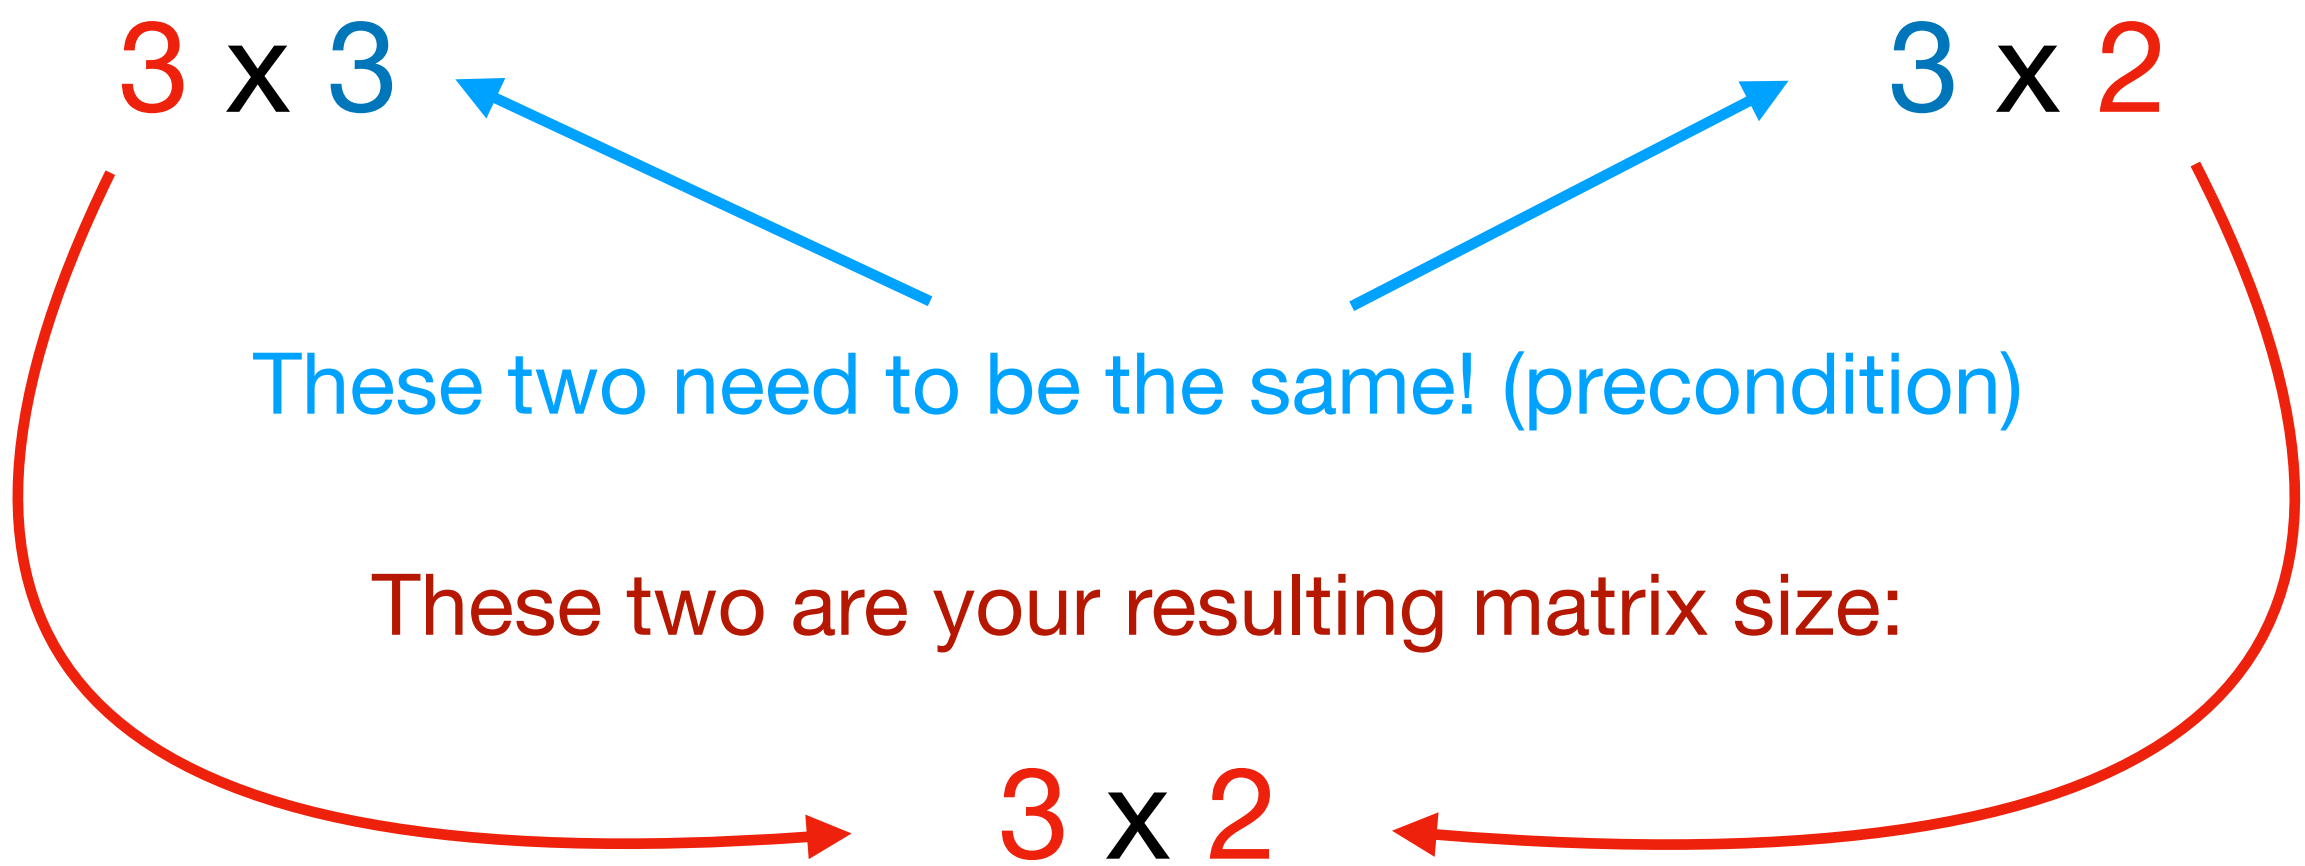 3 x 3
3 x 2
These two need to be the same! (precondition)
These two are your resulting matrix size:
3 x 2